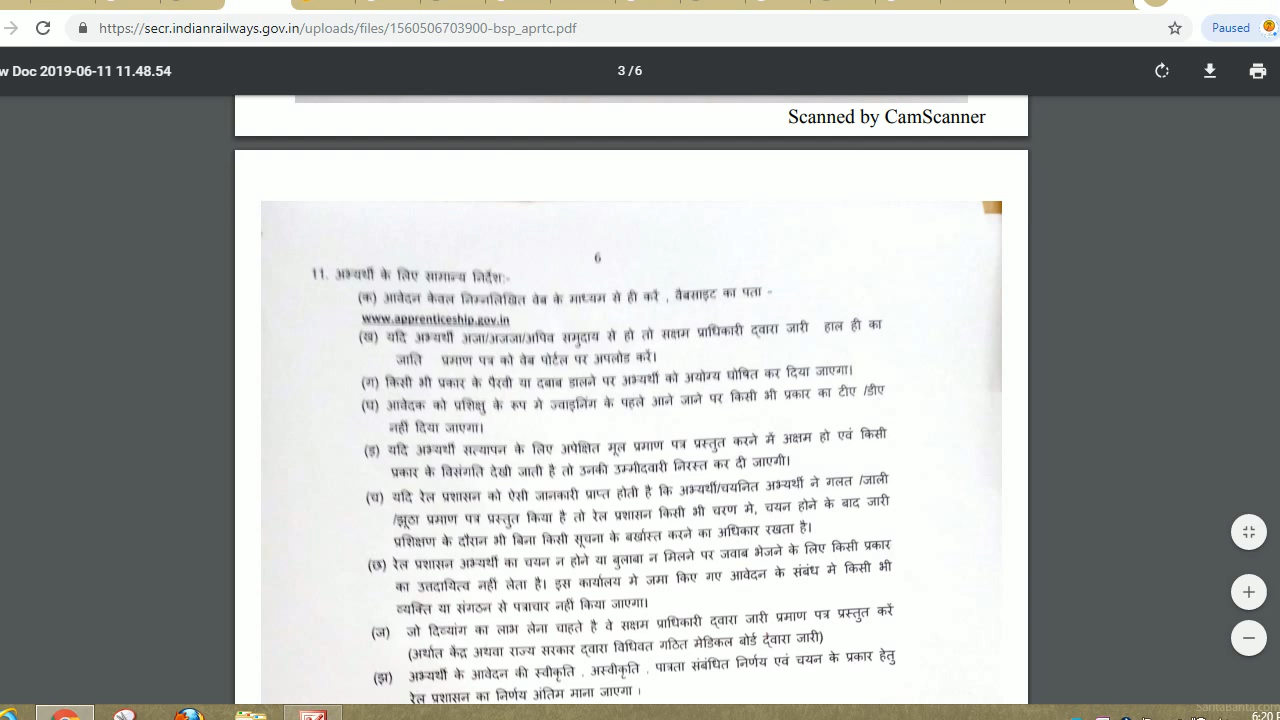 https://secr.indianrailways.gov.in/uploads/files/1560506703900-bsp_aprtc.pdf
Paused
w Doc 2019-06-11 11.48.54
3 / 6
Scanned by CamScanner
6
11. अभ्यर्थी के लिए सामान्य निर्देश:-
(क) आवेदन केवल निम्नलिखित वेब के माध्यम से ही करें , वैबसाइट का पता -
www.apprenticeship.gov.in
(ख) यदि अभ्यर्थी अजा/अजजा/अपिव समुदाय से हो तो सक्षम प्राधिकारी द्वारा जारी हाल ही का
जाति प्रमाण पत्र को वेब पोर्टल पर अपलोड करें।
(ग) किसी भी प्रकार के पैरवी या दबाब डालने पर अभ्यर्थी को अयोग्य घोषित कर दिया जाएगा।
(घ) आवेदक को प्रशिक्षु के रूप मे ज्वाइनिंग के पहले आने जाने पर किसी भी प्रकार का टीए /डीए
नहीं दिया जाएगा।
(ड़) यदि अभ्यर्थी सत्यापन के लिए अपेक्षित मूल प्रमाण पत्र प्रस्तुत करने में अक्षम हो एवं किसी
प्रकार के विसंगति देखी जाती है तो उनकी उम्मीदवारी निरस्त कर दी जाएगी।
(च) यदि रेल प्रशासन को ऐसी जानकारी प्राप्त होती है कि अभ्यर्थी/चयनित अभ्यर्थी ने गलत /जाली
/झूठा प्रमाण पत्र प्रस्तुत किया है तो रेल प्रशासन किसी भी चरण मे, चयन होने के बाद जारी
प्रशिक्षण के दौरान भी बिना किसी सूचना के बर्खास्त करने का अधिकार रखता है।
(छ) रेल प्रशासन अभ्यर्थी का चयन न होने या बुलाबा न मिलने पर जवाब भेजने के लिए किसी प्रकार
का उत्तदायित्व नही लेता है। इस कार्यालय मे जमा किए गए आवेदन के संबंध मे किसी भी
व्यक्ति या संगठन से पत्राचार नहीं किया जाएगा।
(ज) जो दिव्यांग का लाभ लेना चाहते है वे सक्षम प्राधिकारी द्वारा जारी प्रमाण पत्र प्रस्तुत करें
(अर्थात केंद्र अथवा राज्य सरकार द्वारा विधिवत गठित मेडिकल बोर्ड द्वारा जारी)
(झ) अभ्यर्थी के आवेदन की स्वीकृति , अस्वीकृति , पात्रता संबंधित निर्णय एवं चयन के प्रकार हेतु
रेल प्रशासन का निर्णय अंतिम माना जाएगा ।
SantaBanta.com
6:20